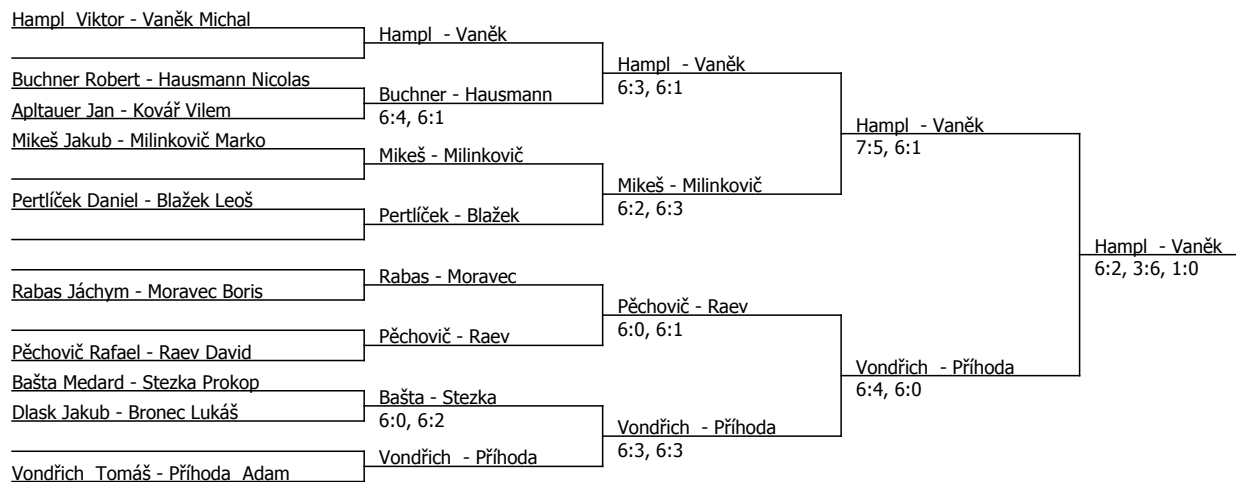 Hampl Viktor - Vaněk Michal
Buchner Robert - Hausmann Nicolas
Apltauer Jan - Kovář Vilem
Mikeš Jakub - Milinkovič Marko
Pertlíček Daniel - Blažek Leoš
Rabas Jáchym - Moravec Boris
Pěchovič Rafael - Raev David
Bašta Medard - Stezka Prokop
Dlask Jakub - Bronec Lukáš
Vondřich Tomáš - Příhoda Adam
Hampl - Vaněk
Buchner - Hausmann
6:4, 6:1
Mikeš - Milinkovič
Pertlíček - Blažek
Rabas - Moravec
Pěchovič - Raev
Bašta - Stezka
6:0, 6:2
Vondřich - Příhoda
Hampl - Vaněk
6:3, 6:1
Mikeš - Milinkovič
6:2, 6:3
Pěchovič - Raev
6:0, 6:1
Vondřich - Příhoda
6:3, 6:3
Hampl - Vaněk
7:5, 6:1
Vondřich - Příhoda
6:4, 6:0
Hampl - Vaněk
6:2, 3:6, 1:0